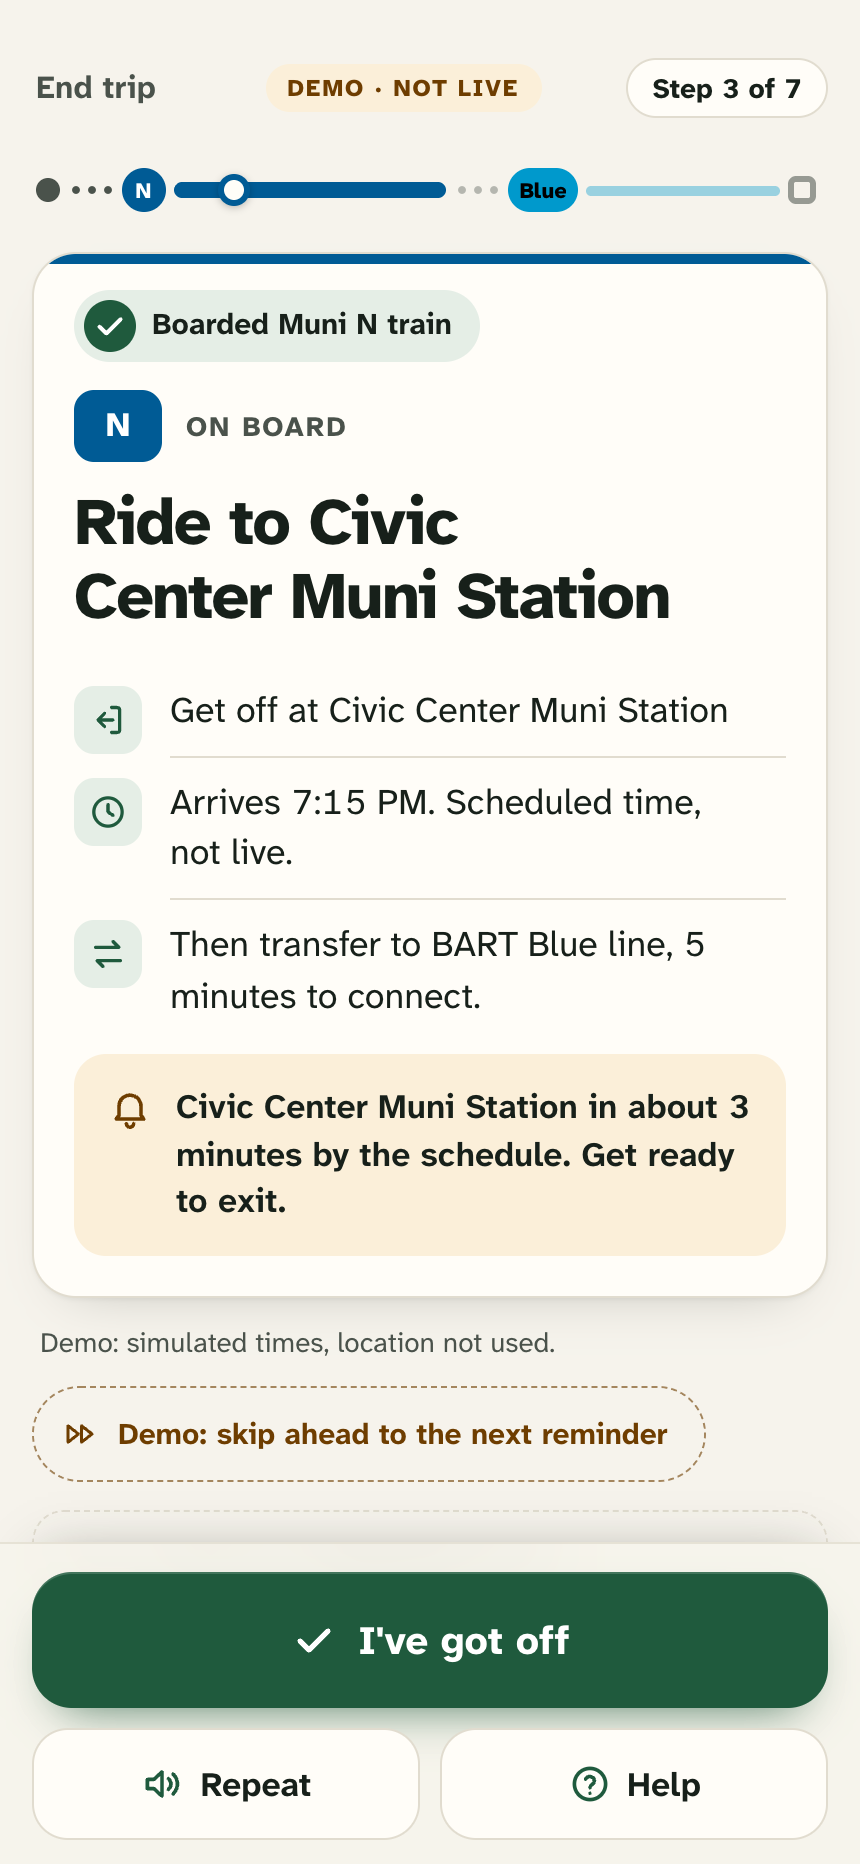 End trip
DEMO · NOT LIVE
Step 3 of 7
N
Blue
Boarded Muni N train
N
ON BOARD
Ride to Civic
Center Muni Station
Get off at Civic Center Muni Station
Arrives 7:15 PM. Scheduled time,
not live.
Then transfer to BART Blue line, 5
minutes to connect.
Civic Center Muni Station in about 3
minutes by the schedule. Get ready
to exit.
Demo: simulated times, location not used.
Demo: skip ahead to the next reminder
I've got off
Repeat
Help